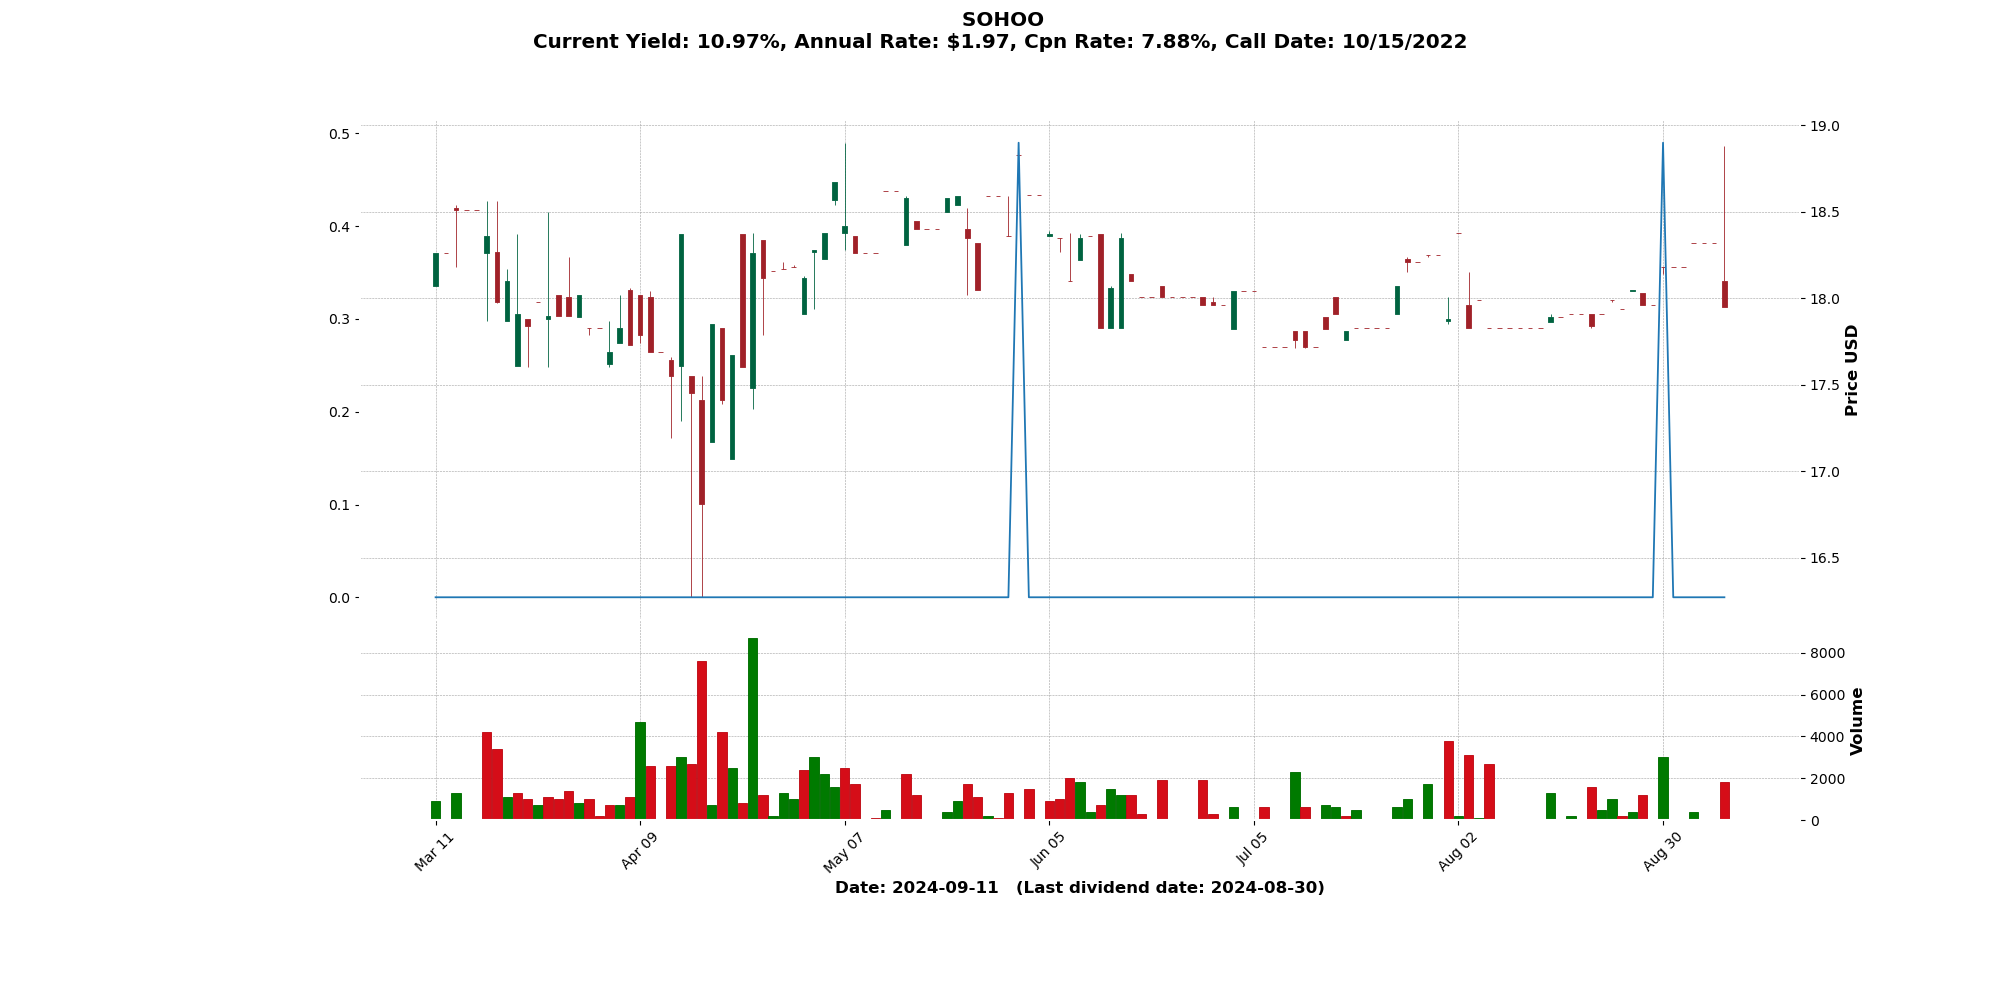 SOHOO
Current Yield: 10.97%, Annual Rate: $1.97, Cpn Rate: 7.88%, Call Date: 10/15/2022
0.5
0.4
0.3
0.2
0.1
0.0
19.0
18.5
18.0
17.5
17.0
16.5
Price USD
8000
6000
4000
2000
0
Volume
Mar 11
Apr 09
May 07
Jun 05
Jul 05
Aug 02
Aug 30
Date: 2024-09-11 (Last dividend date: 2024-08-30)